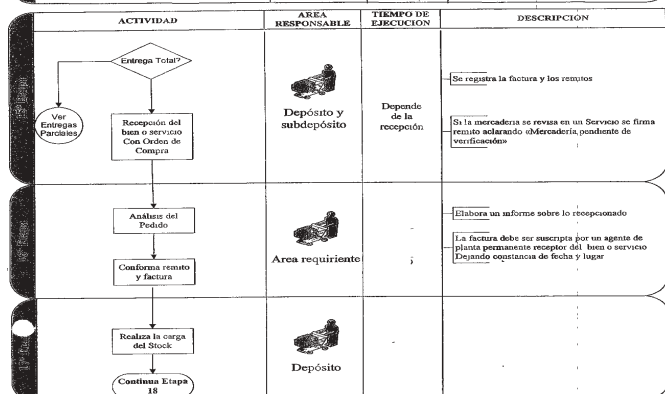 ACTIVIDAD
AREA
RESPONSABLE
TIEMPO DE
EJECUCION
DESCRIPCIÓN
Entrega Total?
Ver
Entregas
Parciales
Recepción del
bien o servicio
Con Orden de
Compra
Depósito y
subdepósito
Depende
de la
recepción
Se registra la factura y los remitos
Si la mercadería se revisa en un Servicio se firma
remito aclarando «Mercadería pendente de
verificación»
Análisis del
Pedido
Conforma remito
y factura
Area requiriente
Elabora un informe sobre lo recepcionado
La factura debe ser suscripta por un agente de
planta permanente receptor del bien o servicio
Dejando constancia de fecha y lugar
Realiza la carga
del Stock
Continua Etapa
18
Depósito